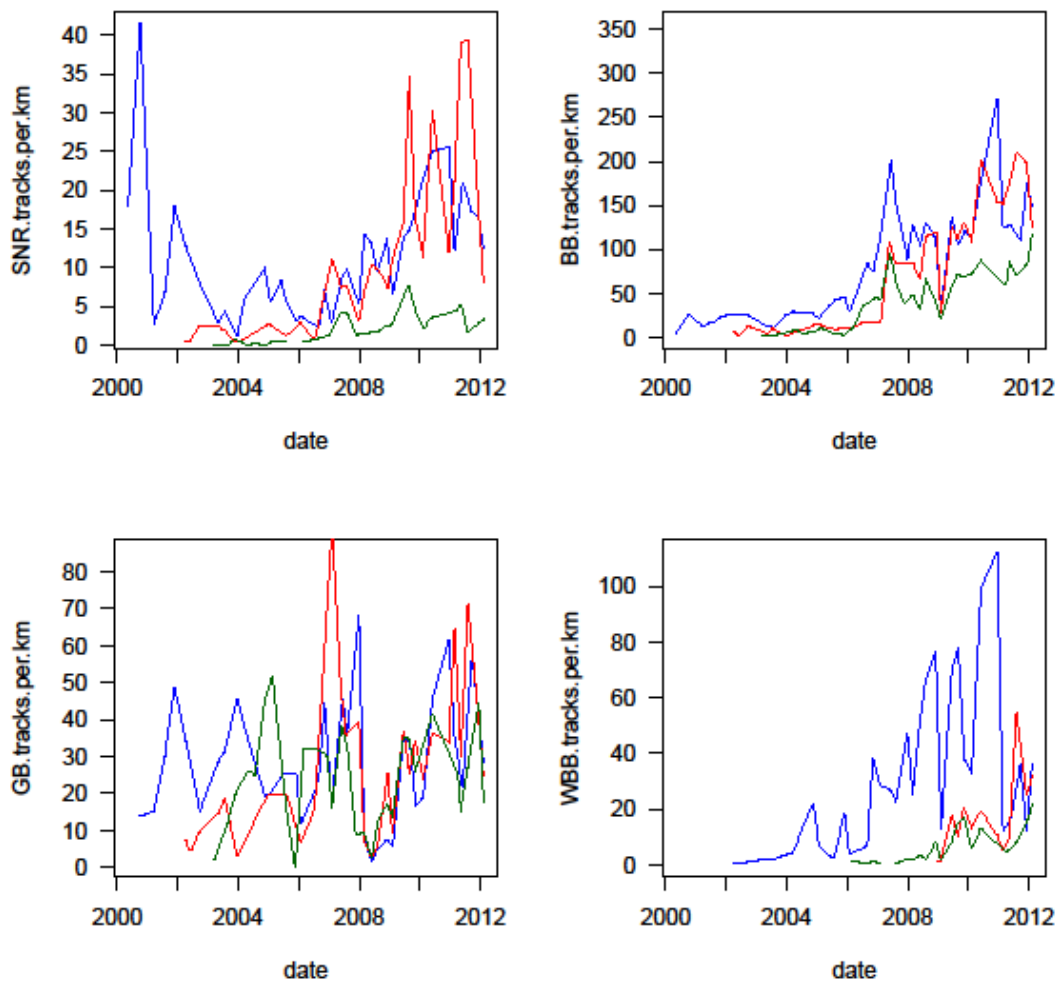 SNR.tracks.per.km
40
35
30
25
20
15
10
5
0
2000 2004 2008 2012
date
BB.tracks.per.km
350
300
250
200
150
100
50
0
2000 2004 2008 2012
date
GB.tracks.per.km
80
70
60
50
40
30
20
10
0
2000 2004 2008 2012
date
WBB.tracks.per.km
100
80
60
40
20
0
2000 2004 2008 2012
date